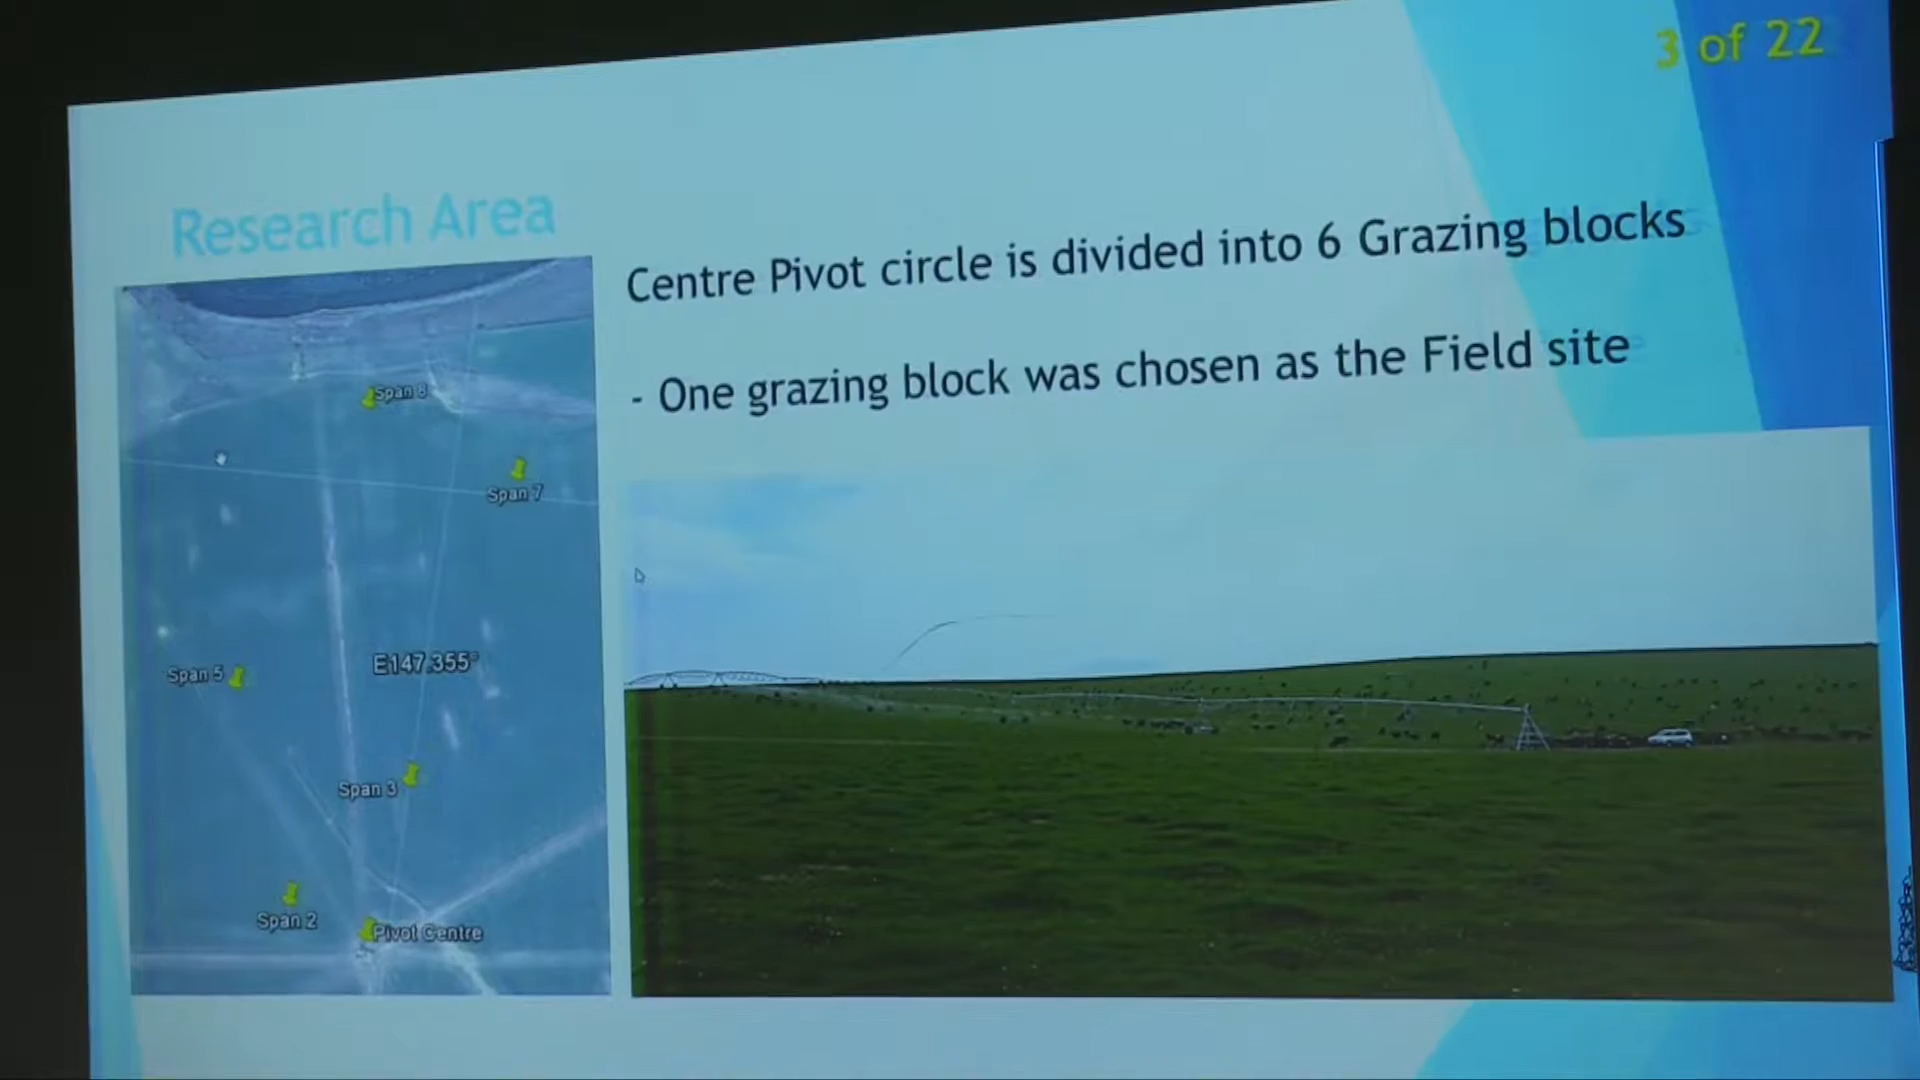 3 of 22
Research Area
Centre Pivot circle is divided into 6 Grazing blocks
- One grazing block was chosen as the Field site
Span 8
Span 7
Span 5
E147.355°
Span 3
Span 2
Pivot Centre